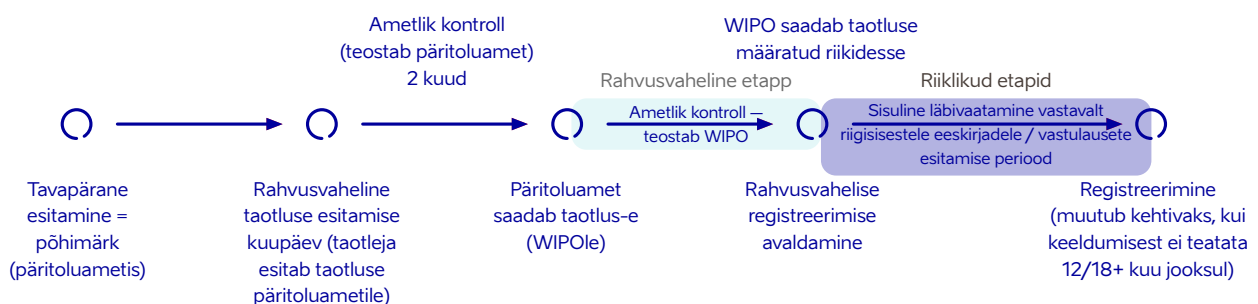 Ametlik kontroll
(teostab päritoluamet)
2 kuud
WIPO saadab taotluse
määratud riikidesse
Rahvusvaheline etapp
Riiklikud etapid
Ametlik kontroll –
teostab WIPO
Sisuline läbivaatamine vastavalt
riigisisestele eeskirjadele / vastulausete
esitamise periood
Tavapärane
esitamine =
põhimärk
(päritoluametis)
Rahvusvaheline
taotluse esitamise
kuupäev (taotleja
esitab taotluse
päritoluametile)
Päritoluamet
saadab taotlus-e
(WIPOle)
Rahvusvahelise
registreerimise
avaldamine
Registreerimine
(muutub kehtivaks, kui
keeldumisest ei teatata
12/18+ kuu jooksul)